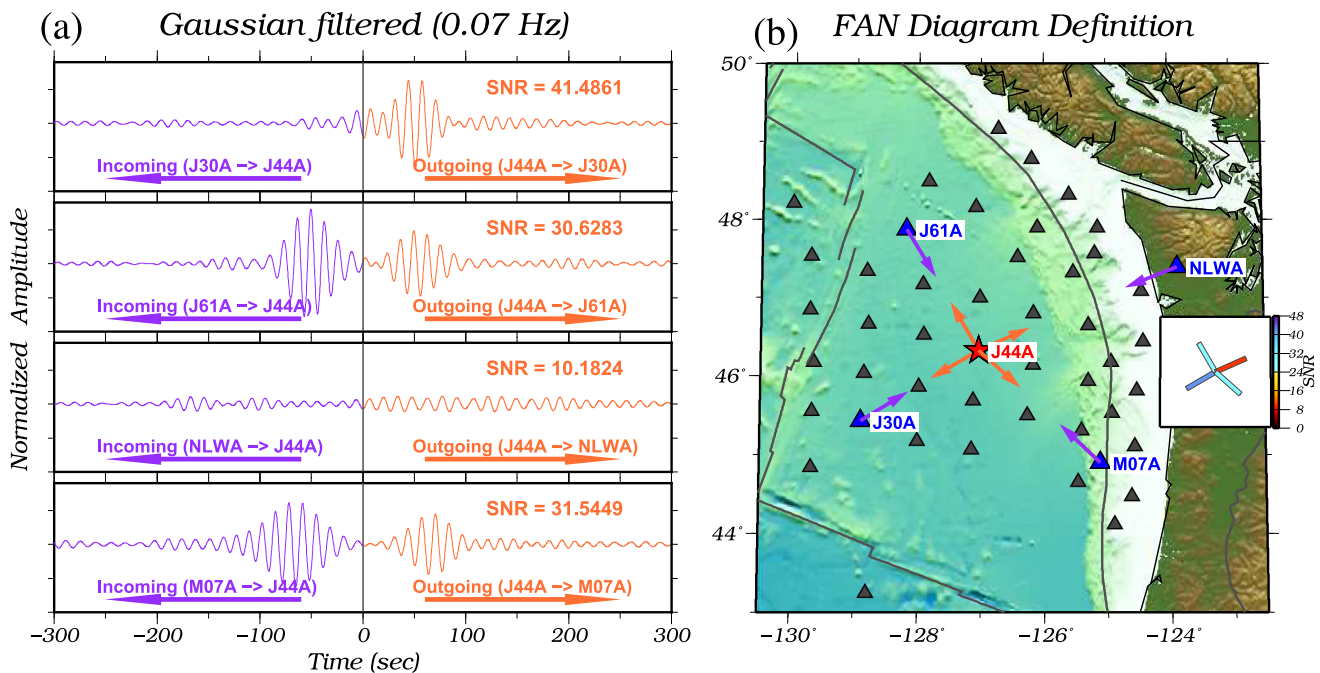 (a) Gaussian filtered (0.07 Hz)
SNR = 41.4861
Incoming (J30A −> J44A) Outgoing (J44A −> J30A)
SNR = 30.6283
Incoming (J61A −> J44A) Outgoing (J44A −> J61A)
SNR = 10.1824
Incoming (NLWA −> J44A) Outgoing (J44A −> NLWA)
SNR = 31.5449
Incoming (M07A −> J44A) Outgoing (J44A −> M07A)
Normalized Amplitude
−300 −200 −100 0 100 200 300
Time (sec)
(b) FAN Diagram Definition
50˚
48˚
46˚
44˚
−130˚ −128˚ −126˚ −124˚
J61A
NLWA
J44A
J30A
M07A
48
40
32
24
16
8
0
SNR